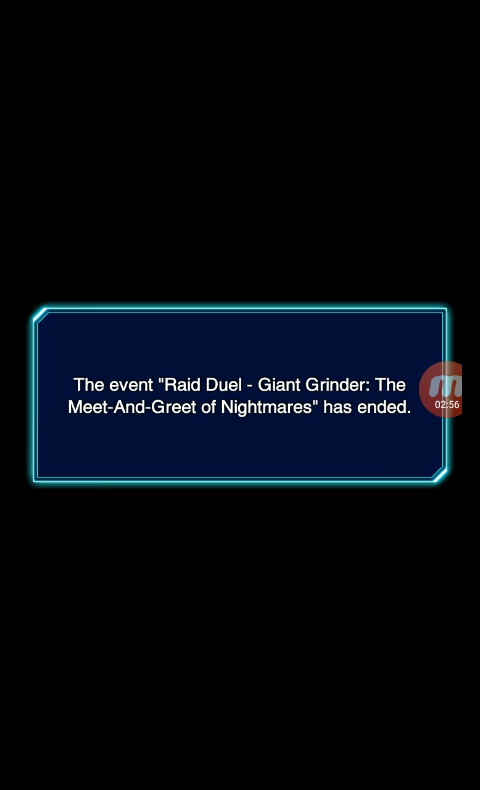 The event "Raid Duel - Giant Grinder: The
Meet-And-Greet of Nightmares" has ended.
02:56